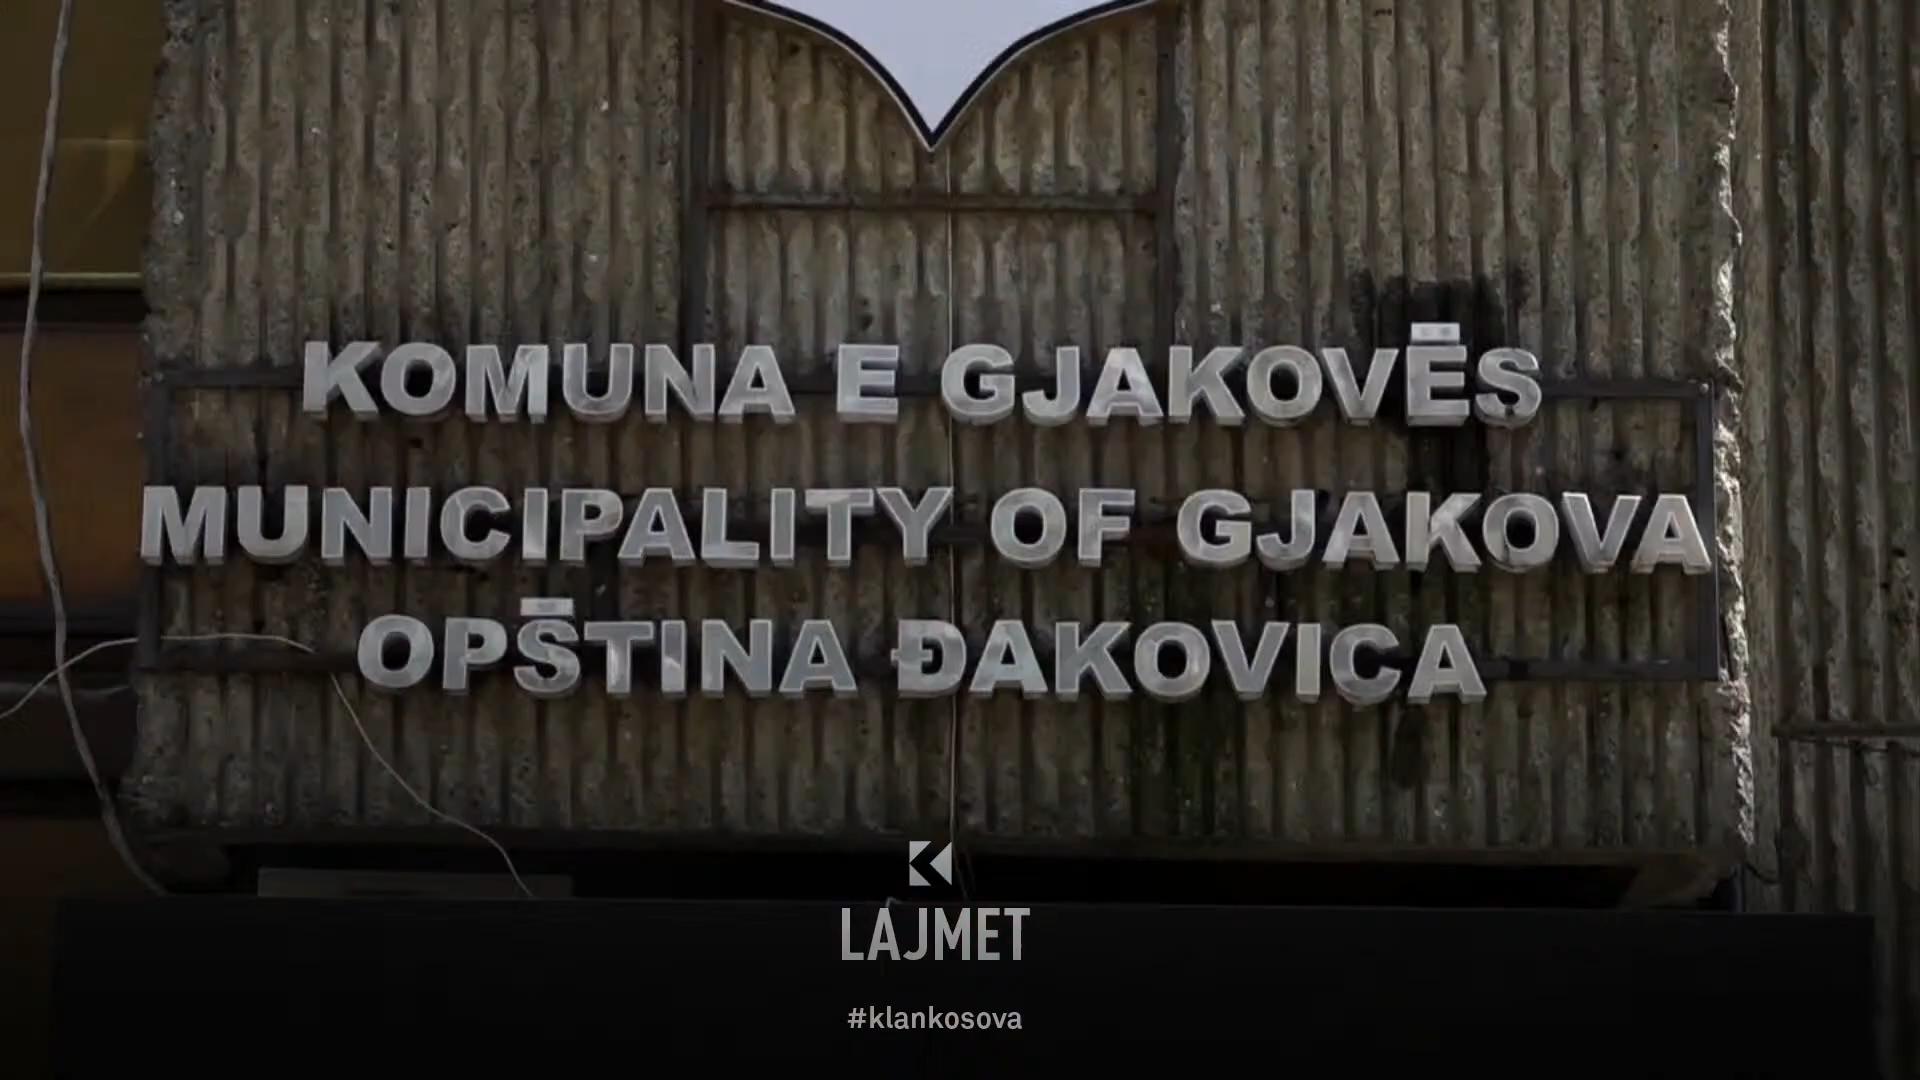 KOMUNA E GJAKOVËS
MUNICIPALITY OF GJAKOVA
OPŠTINA ĐAKOVICA
LAJMET
#klankosova